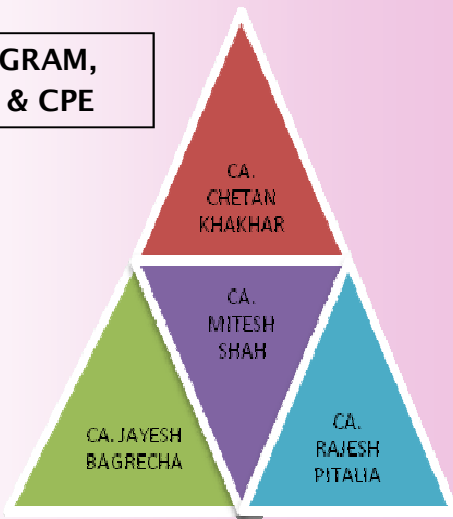 GRAM,
& CPE
CA.
CHETAN
KHAKHAR
CA.
MITESH
SHAH
CA. JAYESH
BAGRECHA
CA.
RAJESH
PITALIA